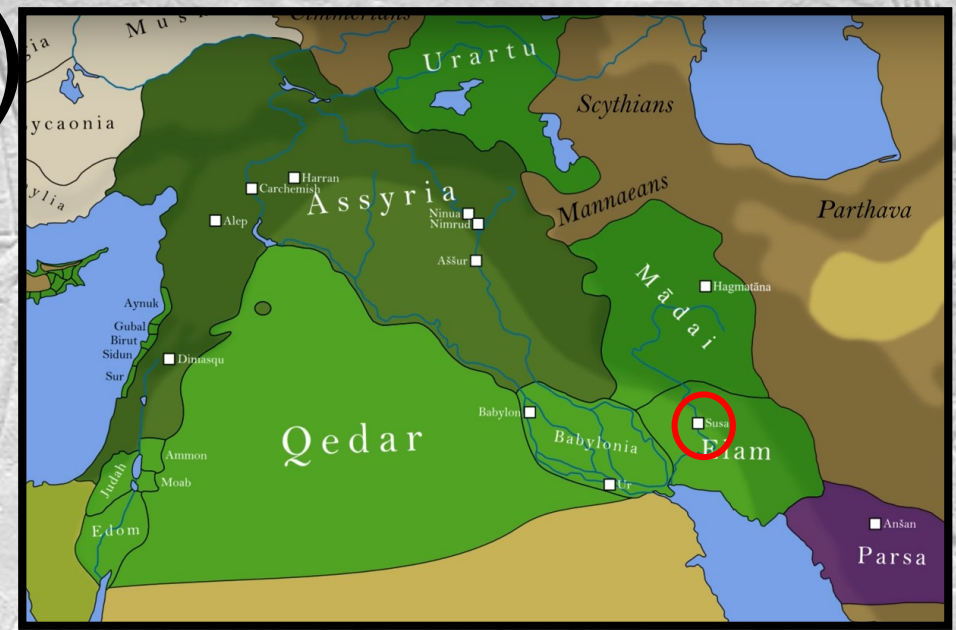 Cimmerians
Urartu
ycaonia
Scythians
Harran
Carchemish
Assyria
Mannaeans
Parthava
Alep
Ninua
Nimrud
Aššur
Mādai
Hagmatāna
Aynuk
Gubal
Birut
Sidun
Sur
Dimasqu
Babylon
Babylonia
Susa
Elam
Qedar
Ammon
Judah
Moab
Ur
Edom
Anšan
Parsa